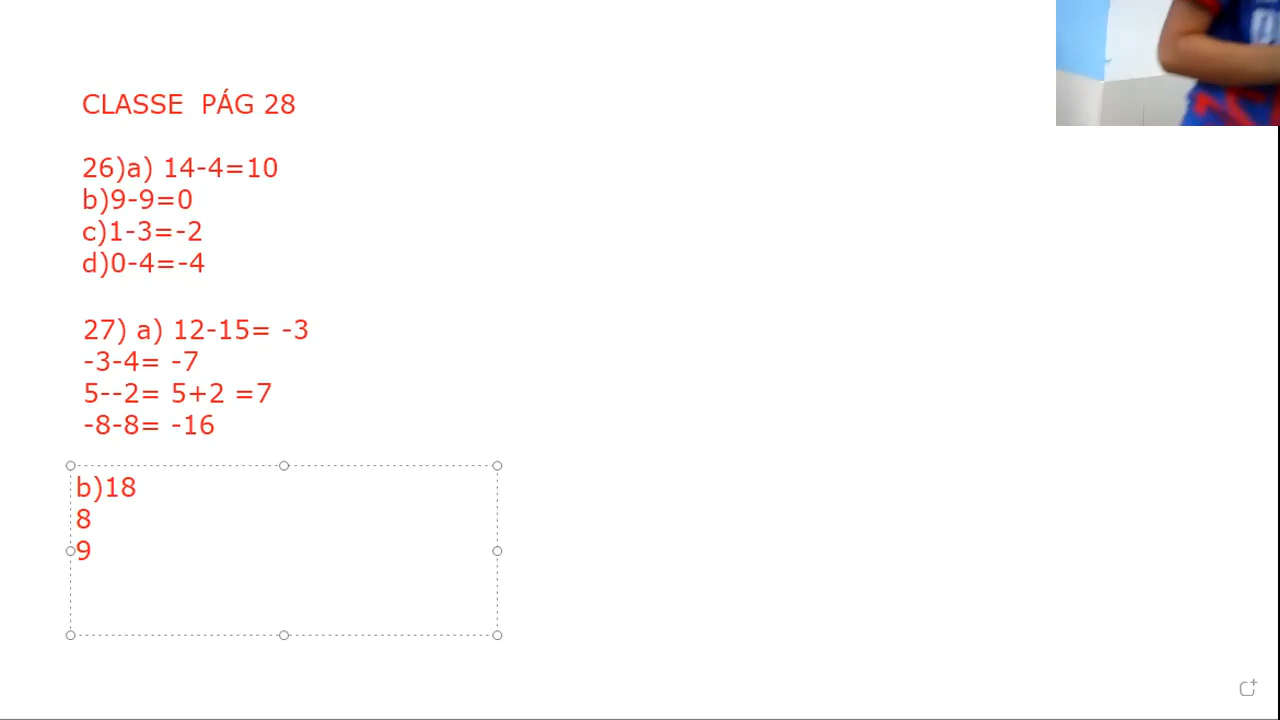 CLASSE PÁG 28
26)a) 14-4=10
b)9-9=0
c)1-3=-2
d)0-4=-4
27) a) 12-15= -3
-3-4= -7
5--2= 5+2 =7
-8-8= -16
b)18
8
9